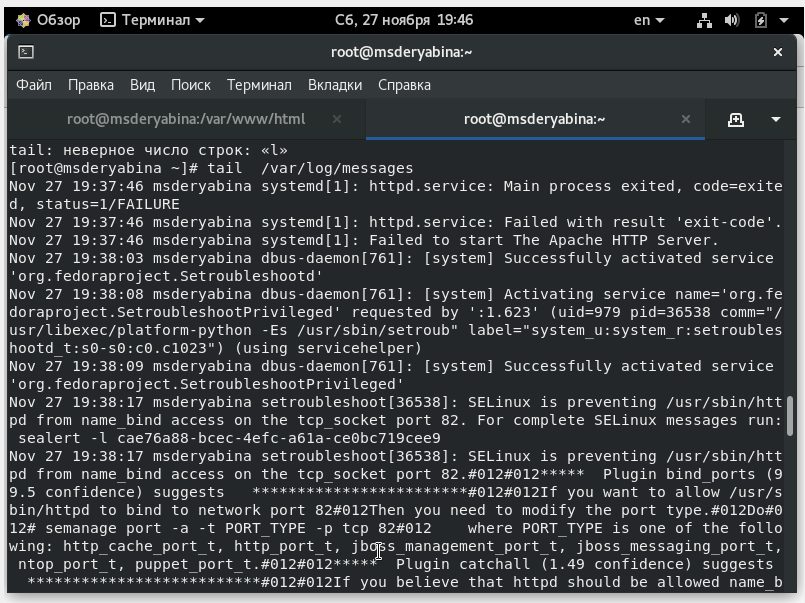 Обзор Терминал Сб, 27 ноября 19:46 en
root@msderyabina:~
Файл Правка Вид Поиск Терминал Вкладки Справка
root@msderyabina:/var/www/html root@msderyabina:~
tail: неверное число строк: «l»
[root@msderyabina ~]# tail  /var/log/messages
Nov 27 19:37:46 msderyabina systemd[1]: httpd.service: Main process exited, code=exite
d, status=1/FAILURE
Nov 27 19:37:46 msderyabina systemd[1]: httpd.service: Failed with result 'exit-code'.
Nov 27 19:37:46 msderyabina systemd[1]: Failed to start The Apache HTTP Server.
Nov 27 19:38:03 msderyabina dbus-daemon[761]: [system] Successfully activated service
'org.fedoraproject.Setroubleshootd'
Nov 27 19:38:08 msderyabina dbus-daemon[761]: [system] Activating service name='org.fe
doraproject.SetroubleshootPrivileged' requested by ':1.623' (uid=979 pid=36538 comm="/
usr/libexec/platform-python -Es /usr/sbin/setroub" label="system_u:system_r:setroubles
hootd_t:s0-s0:c0.c1023") (using servicehelper)
Nov 27 19:38:09 msderyabina dbus-daemon[761]: [system] Successfully activated service
'org.fedoraproject.SetroubleshootPrivileged'
Nov 27 19:38:17 msderyabina setroubleshoot[36538]: SELinux is preventing /usr/sbin/htt
pd from name_bind access on the tcp_socket port 82. For complete SELinux messages run:
 sealert -l cae76a88-bcec-4efc-a61a-ce0bc719cee9
Nov 27 19:38:17 msderyabina setroubleshoot[36538]: SELinux is preventing /usr/sbin/htt
pd from name_bind access on the tcp_socket port 82.#012#012*****  Plugin bind_ports (9
9.5 confidence) suggests   ************************#012#012If you want to allow /usr/s
bin/httpd to bind to network port 82#012Then you need to modify the port type.#012Do#0
12# semanage port -a -t PORT_TYPE -p tcp 82#012    where PORT_TYPE is one of the follo
wing: http_cache_port_t, http_port_t, jboss_management_port_t, jboss_messaging_port_t,
 ntop_port_t, puppet_port_t.#012#012*****  Plugin catchall (1.49 confidence) suggests
  **************************#012#012If you believe that httpd should be allowed name_b